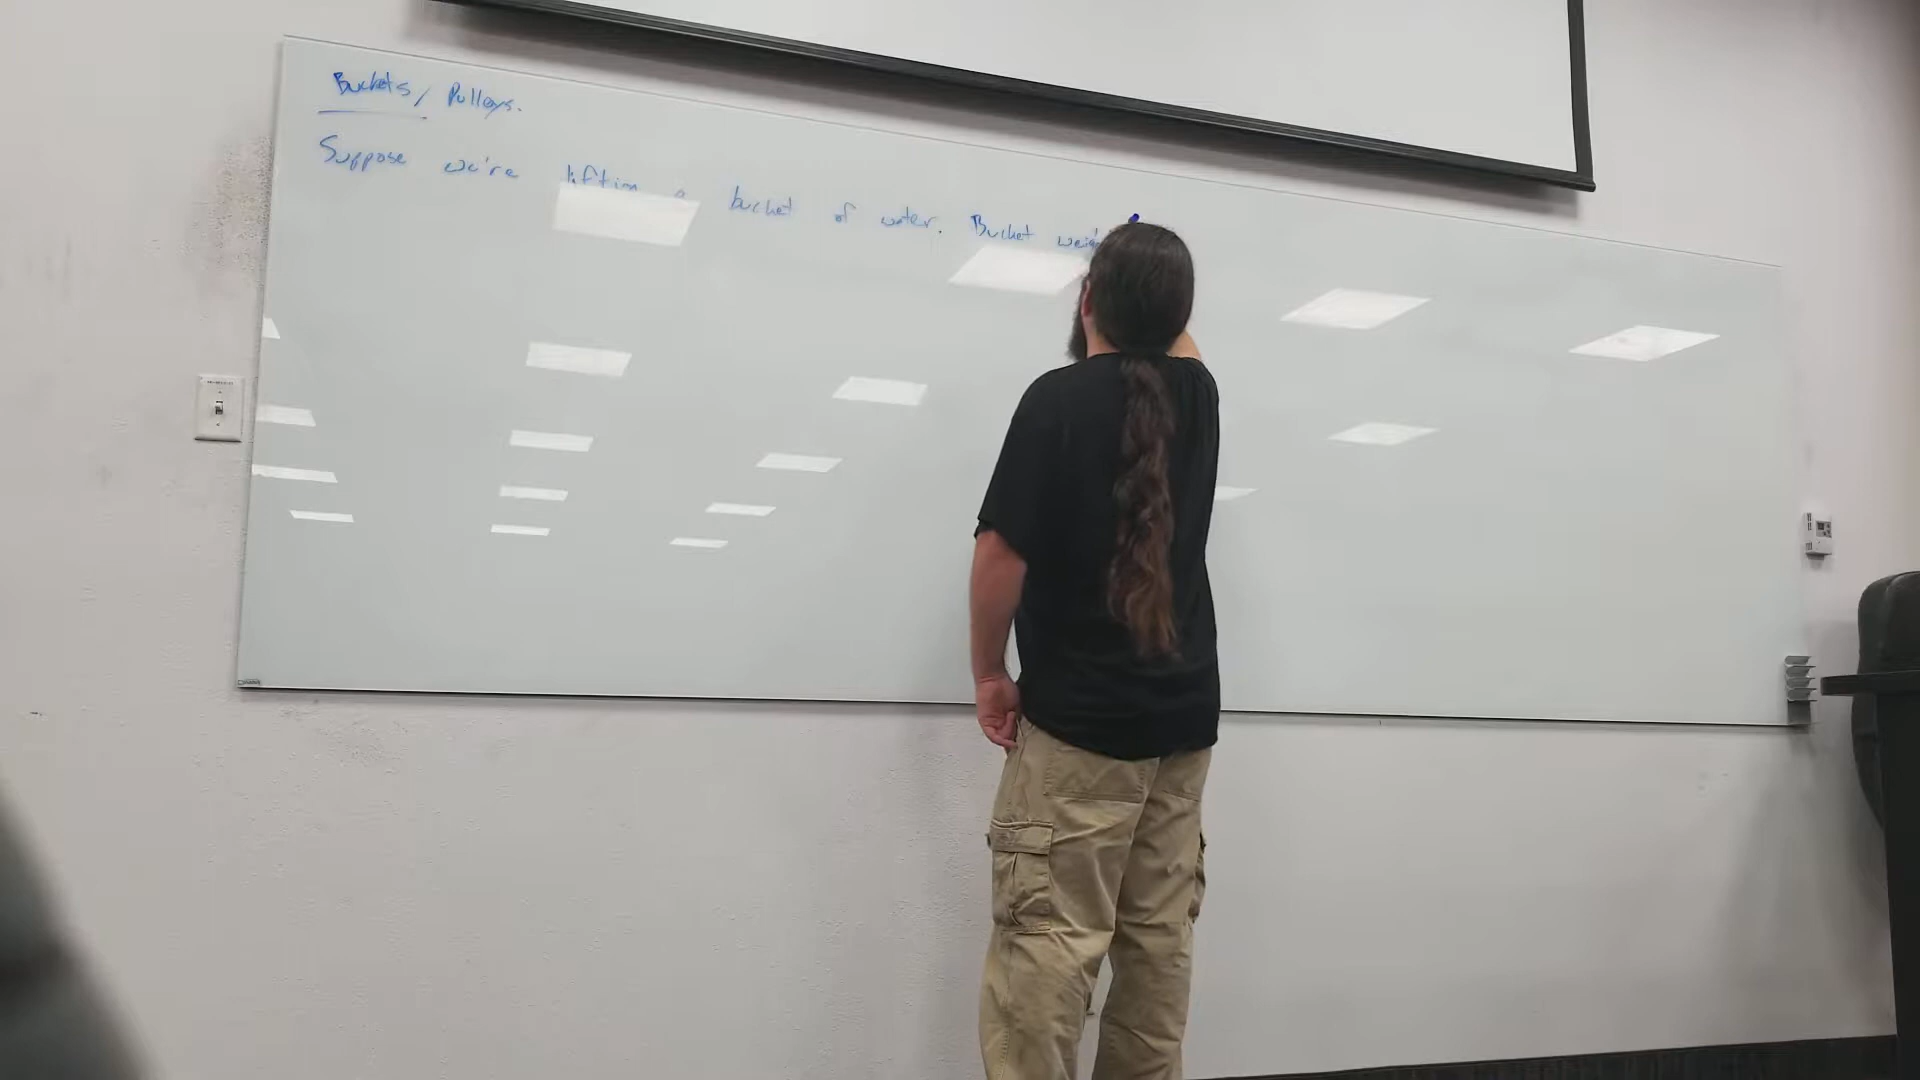 Buckets / Pulleys.
Suppose we're lifting a bucket of water. Bucket